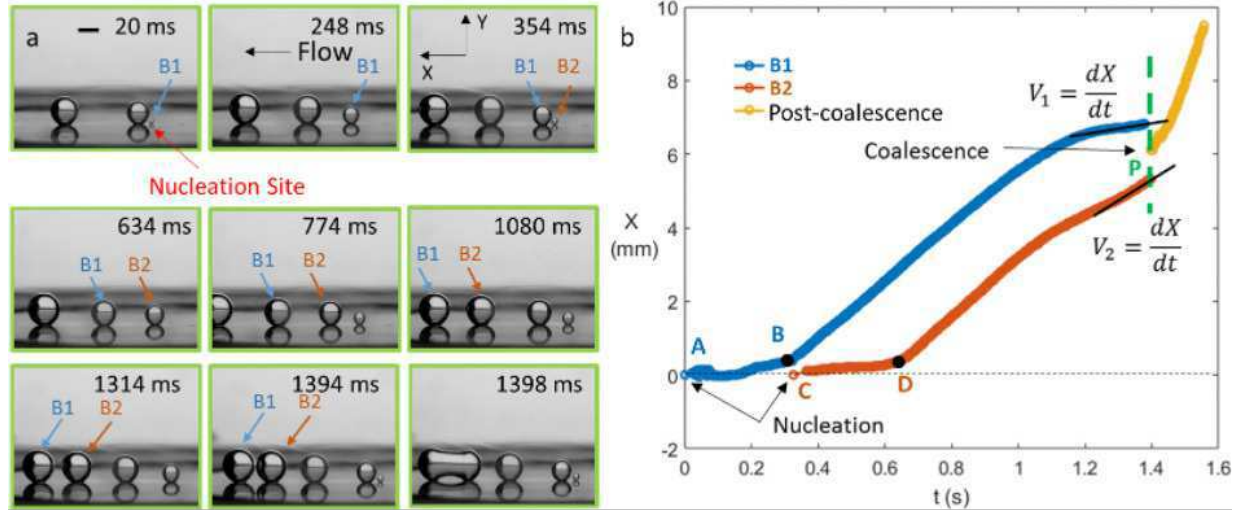 a
20 ms
B1
Nucleation Site
248 ms
Flow
B1
354 ms
Y
X
B1
B2
634 ms
B1
B2
774 ms
B1
B2
1080 ms
B1
B2
1314 ms
B1
B2
1394 ms
B1
B2
1398 ms
b
B1
B2
Post-coalescence
V₁ = dX/dt
Coalescence
P
V₂ = dX/dt
A
B
C
D
Nucleation
X
(mm)
10
8
6
4
2
0
-2
0 0.2 0.4 0.6 0.8 1 1.2 1.4 1.6
t (s)